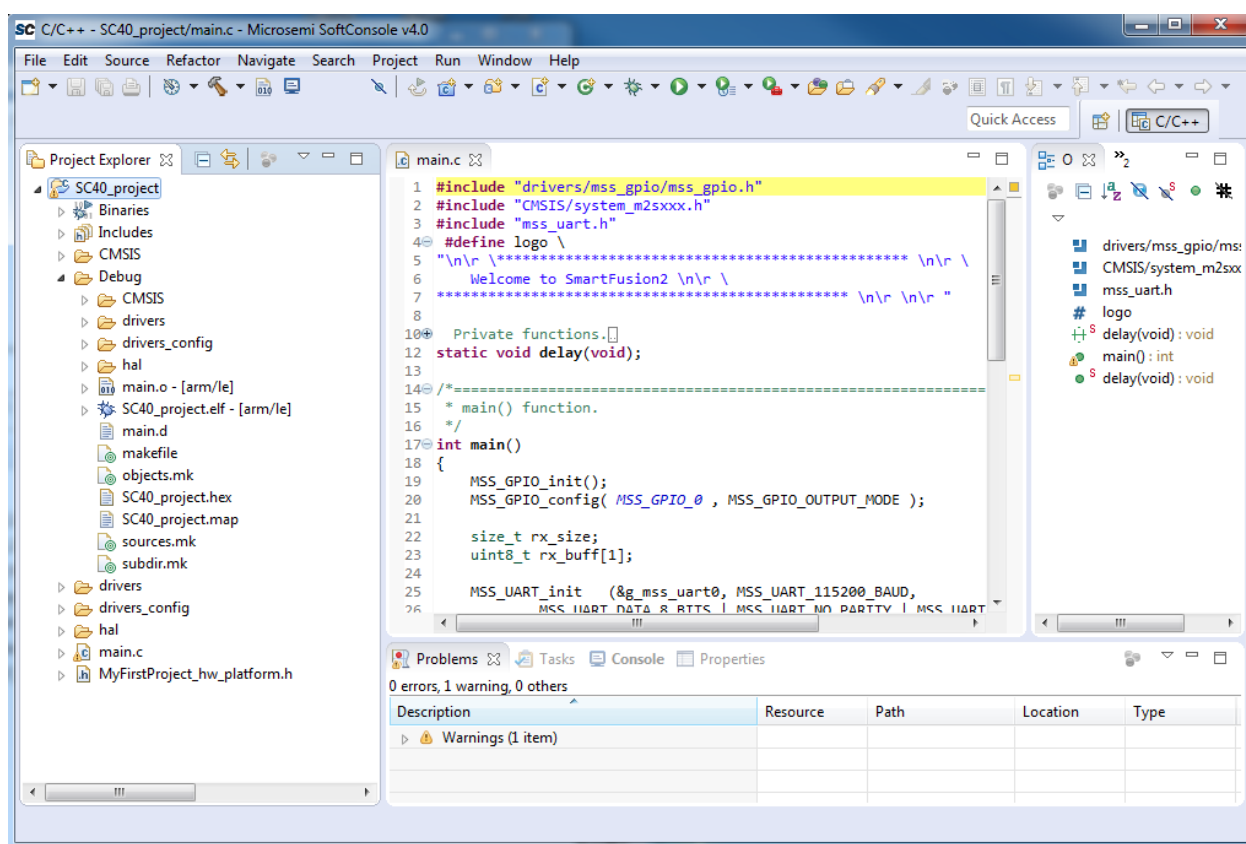 SC C/C++ - SC40_project/main.c - Microsemi SoftConsole v4.0
File Edit Source Refactor Navigate Search Project Run Window Help
Quick Access C/C++
Project Explorer
SC40_project
Binaries
Includes
CMSIS
Debug
CMSIS
drivers
drivers_config
hal
main.o - [arm/le]
SC40_project.elf - [arm/le]
main.d
makefile
objects.mk
SC40_project.hex
SC40_project.map
sources.mk
subdir.mk
drivers
drivers_config
hal
main.c
MyFirstProject_hw_platform.h
main.c
1 #include "drivers/mss_gpio/mss_gpio.h"
2 #include "CMSIS/system_m2sxxx.h"
3 #include "mss_uart.h"
4 #define logo \
5 "\n\r \************************************************ \n\r \
6 Welcome to SmartFusion2 \n\r \
7 ************************************************ \n\r \n\r "
8
10 Private functions.
12 static void delay(void);
13
14 /*==============================================================
15 * main() function.
16 */
17 int main()
18 {
19 MSS_GPIO_init();
20 MSS_GPIO_config( MSS_GPIO_0 , MSS_GPIO_OUTPUT_MODE );
21
22 size_t rx_size;
23 uint8_t rx_buff[1];
24
25 MSS_UART_init (&g_mss_uart0, MSS_UART_115200_BAUD,
26 MSS_UART_DATA_8_BITS | MSS_UART_NO_PARITY | MSS_UART
O 2
drivers/mss_gpio/ms
CMSIS/system_m2sxx
mss_uart.h
# logo
S delay(void) : void
main() : int
S delay(void) : void
Problems Tasks Console Properties
0 errors, 1 warning, 0 others
Description Resource Path Location Type
Warnings (1 item)